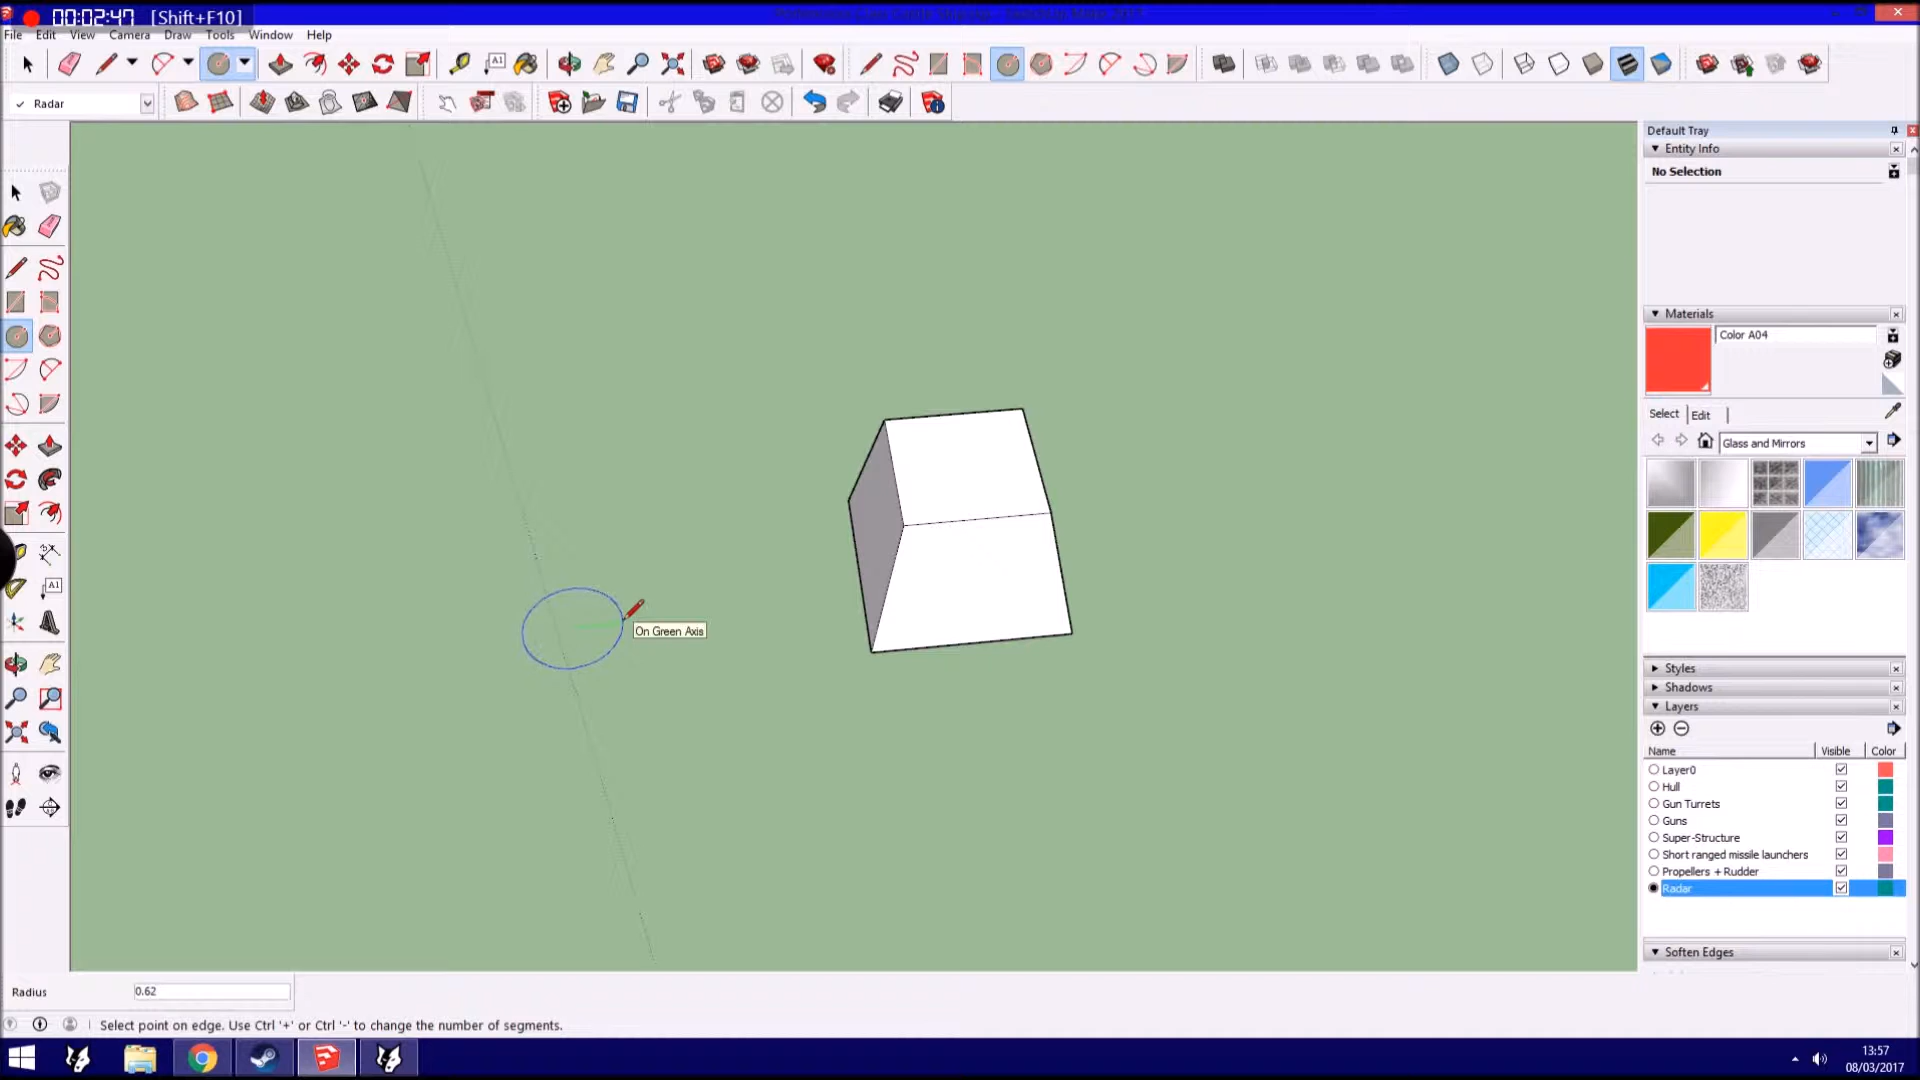 00:02:47 [Shift+F10]
File Edit View Camera Draw Tools Window Help
A1
Radar
Default Tray
Entity Info
No Selection
Materials
Color A04
Select Edit
Glass and Mirrors
On Green Axis
A1
Styles
Shadows
Layers
Name Visible Color
Layer0
Hull
Gun Turrets
Guns
Super-Structure
Short ranged missile launchers
Propellers + Rudder
Radar
Soften Edges
Radius 0.62
Select point on edge. Use Ctrl '+' or Ctrl '-' to change the number of segments.
13:57
08/03/2017